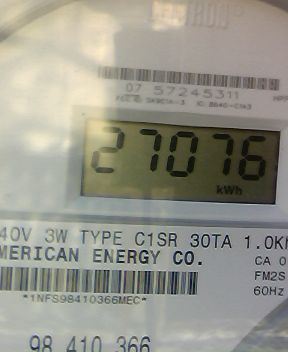 07 57245311
27076
kWh
40V 3W TYPE C1SR 30TA 1.0K
MERICAN ENERGY CO.
CA 0
FM2S
60Hz
*1NFS98410366MEC*
98 410 366